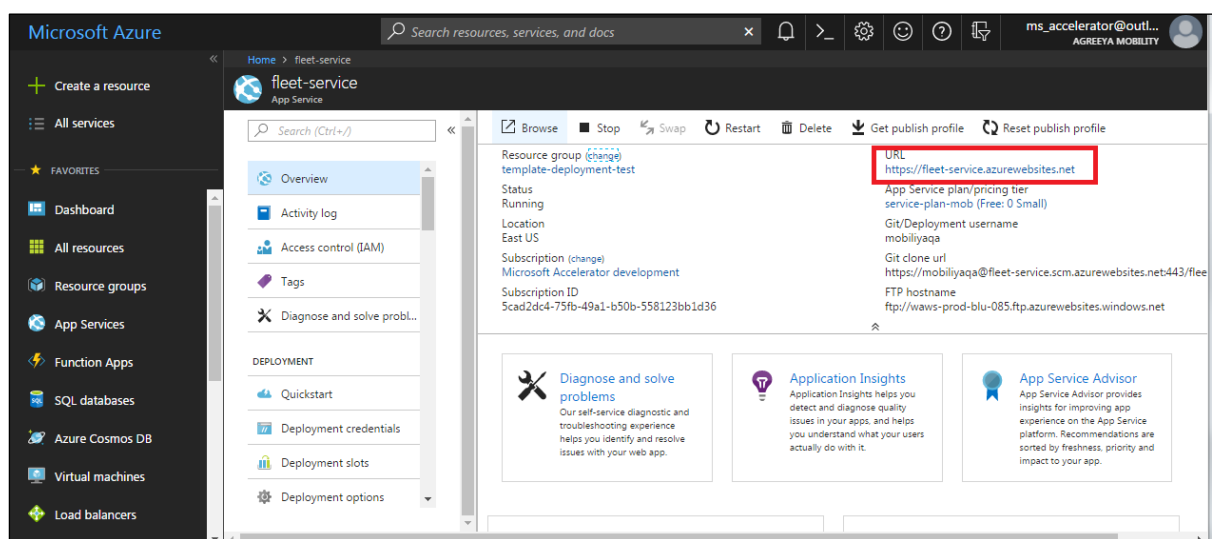 Microsoft Azure
Search resources, services, and docs
ms_accelerator@outl...
AGREEYA MOBILITY
Home > fleet-service
fleet-service
App Service
Create a resource
All services
FAVORITES
Dashboard
All resources
Resource groups
App Services
Function Apps
SQL databases
Azure Cosmos DB
Virtual machines
Load balancers
Search (Ctrl+/)
Overview
Activity log
Access control (IAM)
Tags
Diagnose and solve probl...
DEPLOYMENT
Quickstart
Deployment credentials
Deployment slots
Deployment options
Browse Stop Swap Restart Delete Get publish profile Reset publish profile
Resource group (change)
template-deployment-test
Status
Running
Location
East US
Subscription (change)
Microsoft Accelerator development
Subscription ID
5cad2dc4-75fb-49a1-b50b-558123bb1d36
URL
https://fleet-service.azurewebsites.net
App Service plan/pricing tier
service-plan-mob (Free: 0 Small)
Git/Deployment username
mobiliyaqa
Git clone url
https://mobiliyaqa@fleet-service.scm.azurewebsites.net:443/flee
FTP hostname
ftp://waws-prod-blu-085.ftp.azurewebsites.windows.net
Diagnose and solve
problems
Our self-service diagnostic and
troubleshooting experience
helps you identify and resolve
issues with your web app.
Application Insights
Application Insights helps you
detect and diagnose quality
issues in your apps, and helps
you understand what your users
actually do with it.
App Service Advisor
App Service Advisor provides
insights for improving app
experience on the App Service
platform. Recommendations are
sorted by freshness, priority and
impact to your app.